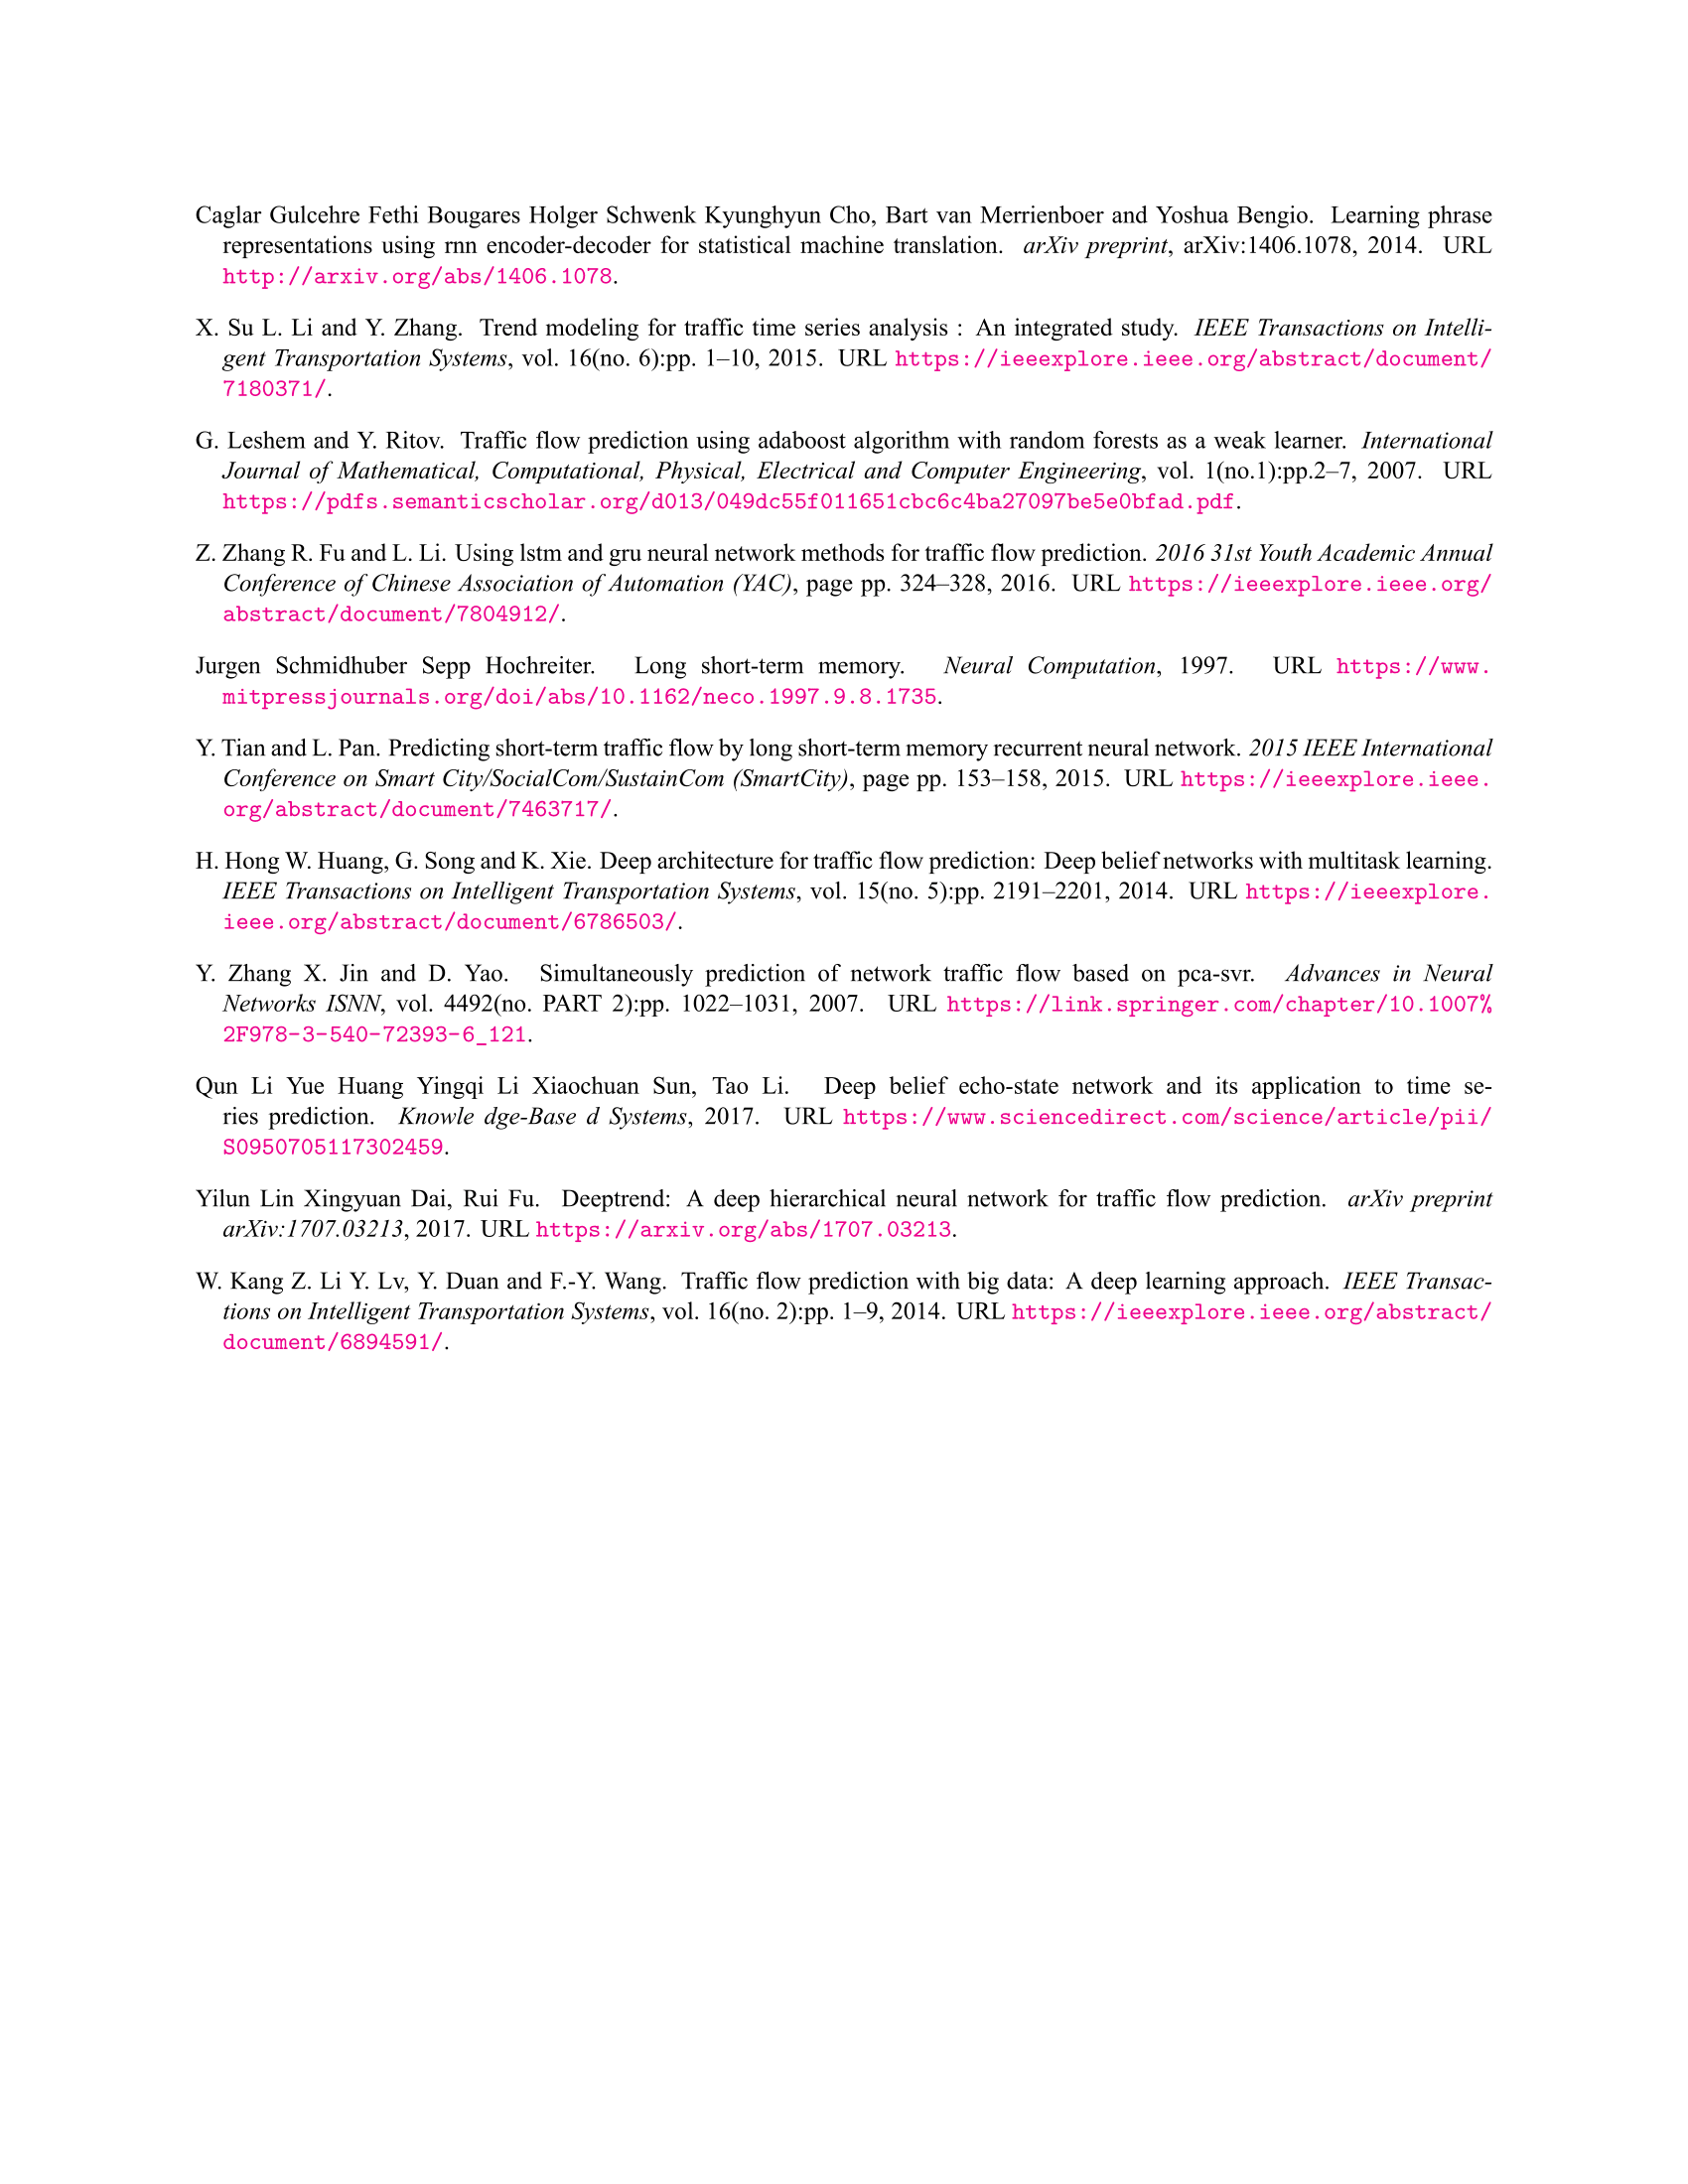 Caglar Gulcehre Fethi Bougares Holger Schwenk Kyunghyun Cho, Bart van Merrienboer and Yoshua Bengio. Learning phrase
representations using rnn encoder-decoder for statistical machine translation. arXiv preprint, arXiv:1406.1078, 2014. URL
http://arxiv.org/abs/1406.1078.
X. Su L. Li and Y. Zhang. Trend modeling for traffic time series analysis : An integrated study. IEEE Transactions on Intelli-
gent Transportation Systems, vol. 16(no. 6):pp. 1–10, 2015. URL https://ieeexplore.ieee.org/abstract/document/
7180371/.
G. Leshem and Y. Ritov. Traffic flow prediction using adaboost algorithm with random forests as a weak learner. International
Journal of Mathematical, Computational, Physical, Electrical and Computer Engineering, vol. 1(no.1):pp.2–7, 2007. URL
https://pdfs.semanticscholar.org/d013/049dc55f011651cbc6c4ba27097be5e0bfad.pdf.
Z. Zhang R. Fu and L. Li. Using lstm and gru neural network methods for traffic flow prediction. 2016 31st Youth Academic Annual
Conference of Chinese Association of Automation (YAC), page pp. 324–328, 2016. URL https://ieeexplore.ieee.org/
abstract/document/7804912/.
Jurgen Schmidhuber Sepp Hochreiter. Long short-term memory. Neural Computation, 1997. URL https://www.
mitpressjournals.org/doi/abs/10.1162/neco.1997.9.8.1735.
Y. Tian and L. Pan. Predicting short-term traffic flow by long short-term memory recurrent neural network. 2015 IEEE International
Conference on Smart City/SocialCom/SustainCom (SmartCity), page pp. 153–158, 2015. URL https://ieeexplore.ieee.
org/abstract/document/7463717/.
H. Hong W. Huang, G. Song and K. Xie. Deep architecture for traffic flow prediction: Deep belief networks with multitask learning.
IEEE Transactions on Intelligent Transportation Systems, vol. 15(no. 5):pp. 2191–2201, 2014. URL https://ieeexplore.
ieee.org/abstract/document/6786503/.
Y. Zhang X. Jin and D. Yao. Simultaneously prediction of network traffic flow based on pca-svr. Advances in Neural
Networks ISNN, vol. 4492(no. PART 2):pp. 1022–1031, 2007. URL https://link.springer.com/chapter/10.1007%
2F978-3-540-72393-6_121.
Qun Li Yue Huang Yingqi Li Xiaochuan Sun, Tao Li. Deep belief echo-state network and its application to time se-
ries prediction. Knowle dge-Base d Systems, 2017. URL https://www.sciencedirect.com/science/article/pii/
S0950705117302459.
Yilun Lin Xingyuan Dai, Rui Fu. Deeptrend: A deep hierarchical neural network for traffic flow prediction. arXiv preprint
arXiv:1707.03213, 2017. URL https://arxiv.org/abs/1707.03213.
W. Kang Z. Li Y. Lv, Y. Duan and F.-Y. Wang. Traffic flow prediction with big data: A deep learning approach. IEEE Transac-
tions on Intelligent Transportation Systems, vol. 16(no. 2):pp. 1–9, 2014. URL https://ieeexplore.ieee.org/abstract/
document/6894591/.